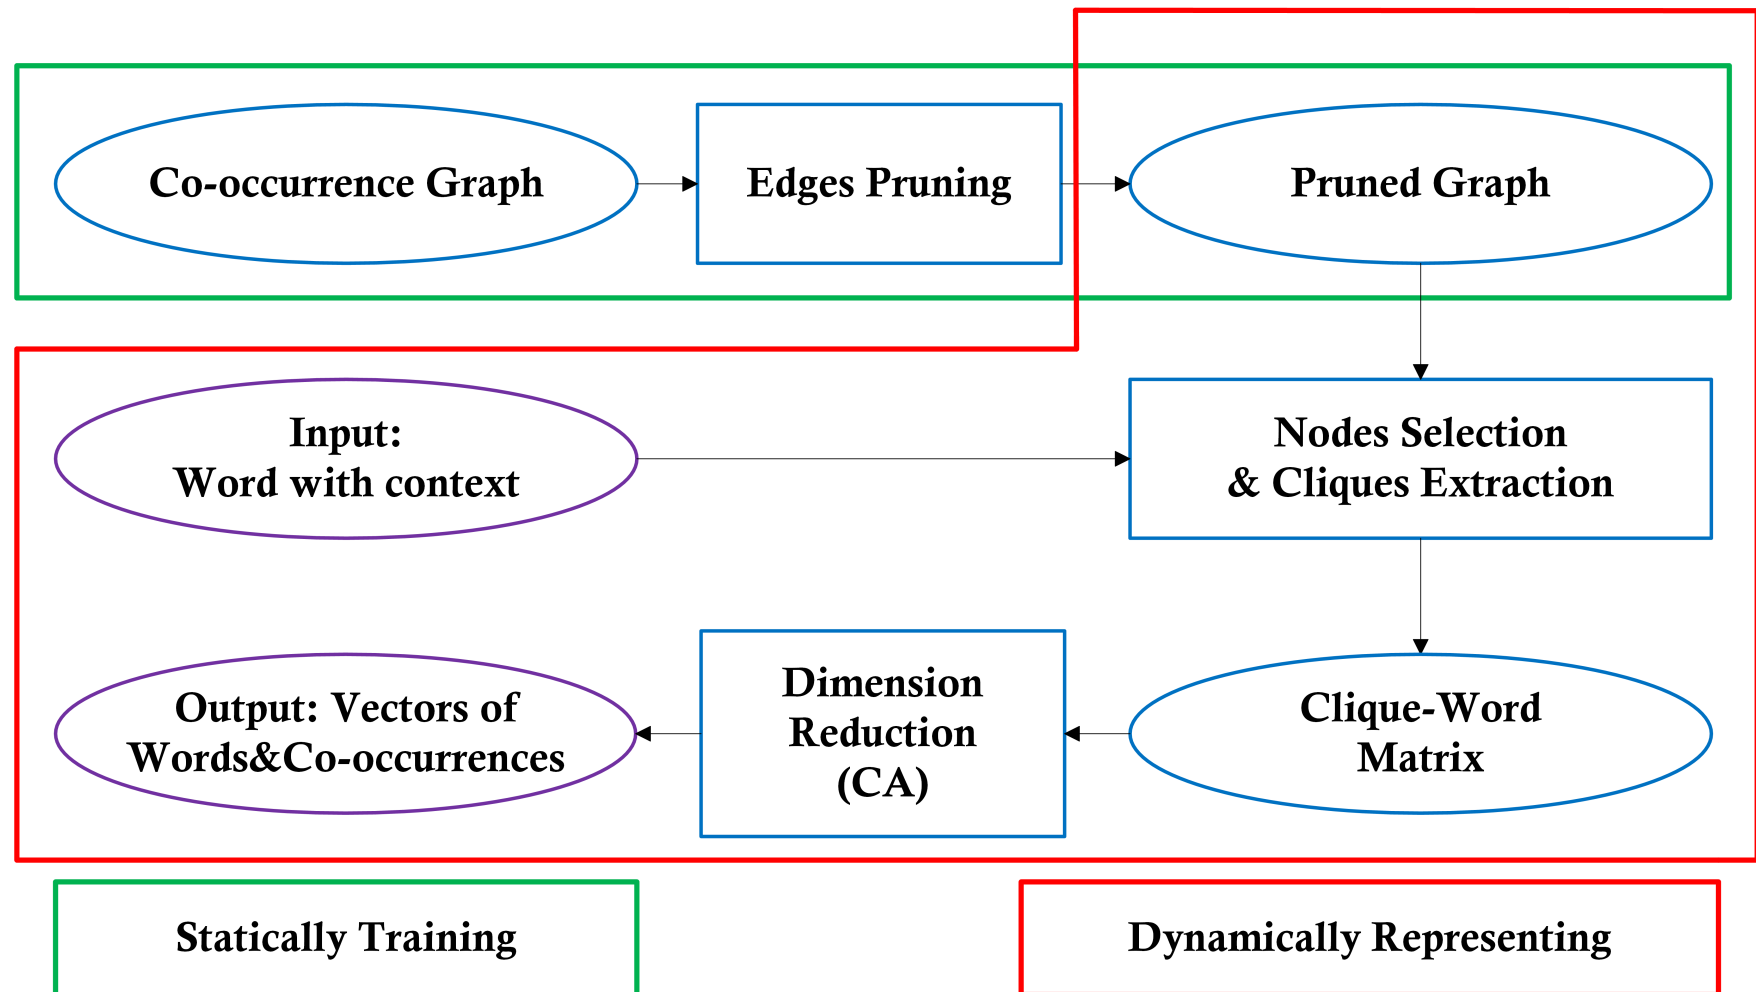 Co-occurrence Graph
Edges Pruning
Pruned Graph
Input:
Word with context
Nodes Selection
& Cliques Extraction
Output: Vectors of
Words&Co-occurrences
Dimension
Reduction
(CA)
Clique-Word
Matrix
Statically Training
Dynamically Representing